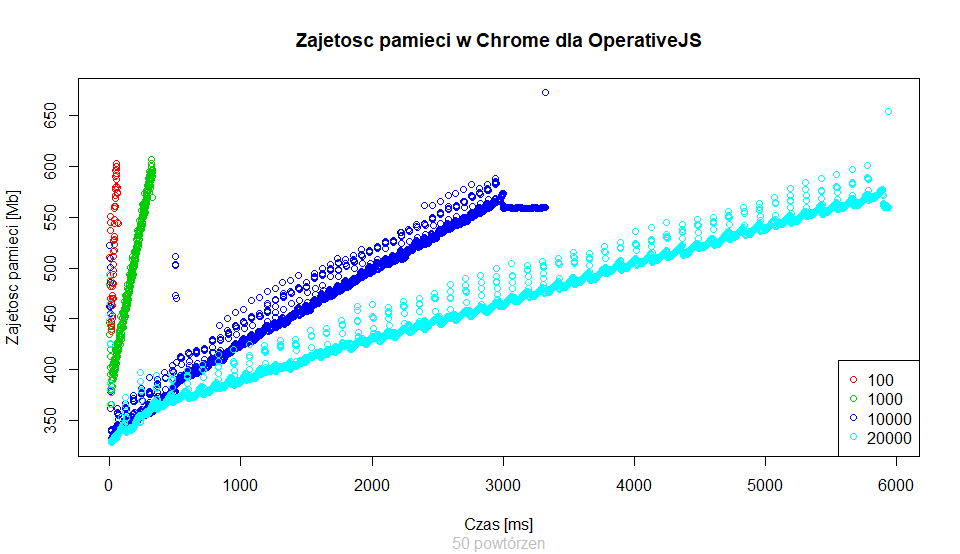 Zajetosc pamieci w Chrome dla OperativeJS
Zajetosc pamieci [Mb]
650
600
550
500
450
400
350
0 1000 2000 3000 4000 5000 6000
100
1000
10000
20000
Czas [ms]
50 powtórzen